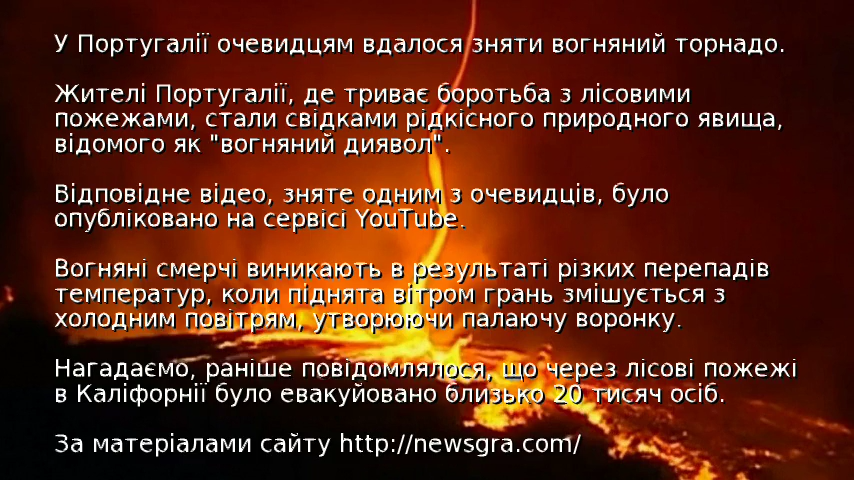 У Португалії очевидцям вдалося зняти вогняний торнадо.
Жителі Португалії, де триває боротьба з лісовими
пожежами, стали свідками рідкісного природного явища,
відомого як "вогняний диявол".
Відповідне відео, зняте одним з очевидців, було
опубліковано на сервісі YouTube.
Вогняні смерчі виникають в результаті різких перепадів
температур, коли піднята вітром грань змішується з
холодним повітрям, утворюючи палаючу воронку.
Нагадаємо, раніше повідомлялося, що через лісові пожежі
в Каліфорнії було евакуйовано близько 20 тисяч осіб.
За матеріалами сайту http://newsgra.com/